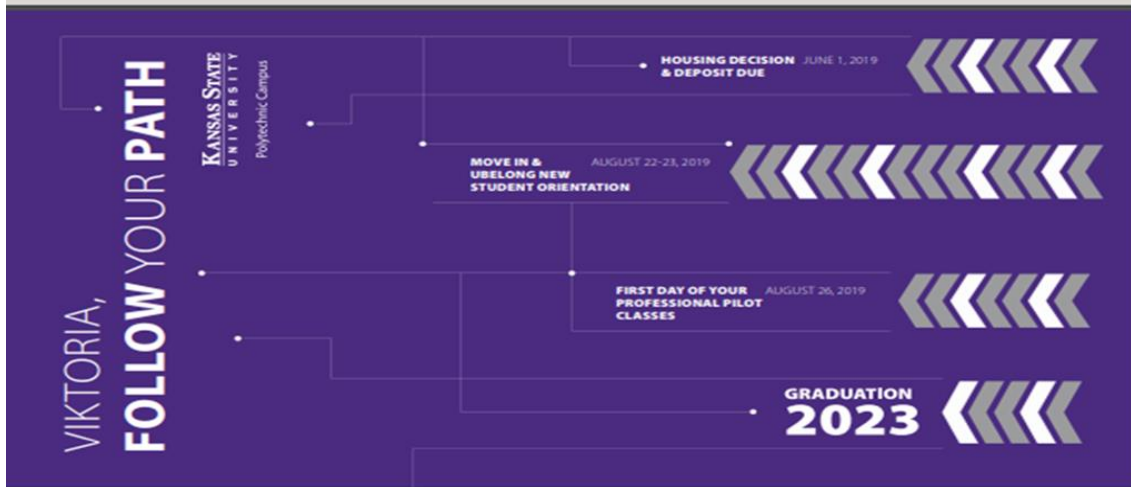 VIKTORIA,
FOLLOW YOUR PATH
KANSAS STATE
UNIVERSITY
Polytechnic Campus
HOUSING DECISION JUNE 1, 2019
& DEPOSIT DUE
MOVE IN & AUGUST 22-23, 2019
UBELONG NEW
STUDENT ORIENTATION
FIRST DAY OF YOUR AUGUST 26, 2019
PROFESSIONAL PILOT
CLASSES
GRADUATION
2023